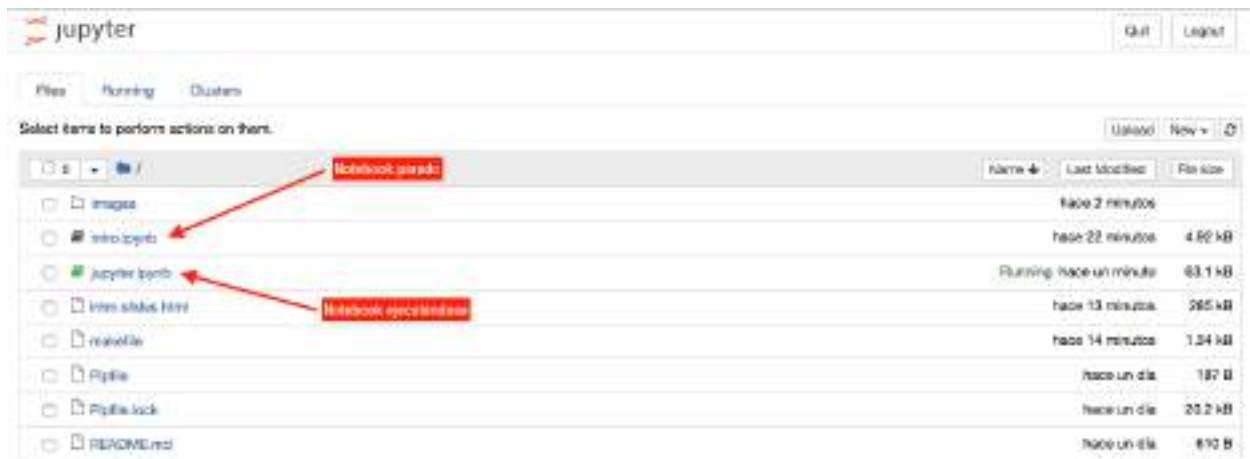 jupyter
Quit Logout
Files Running Clusters
Select items to perform actions on them.
Upload New
0 / Notebook parado Name Last Modified File size
images hace 2 minutos
intro.ipynb hace 22 minutos 4.92 kB
jupyter.ipynb Running hace un minuto 63.1 kB
intro.slides.html Notebook ejecutándose hace 13 minutos 265 kB
makefile hace 14 minutos 1.34 kB
Pipfile hace un día 187 B
Pipfile.lock hace un día 20.2 kB
README.md hace un día 610 B